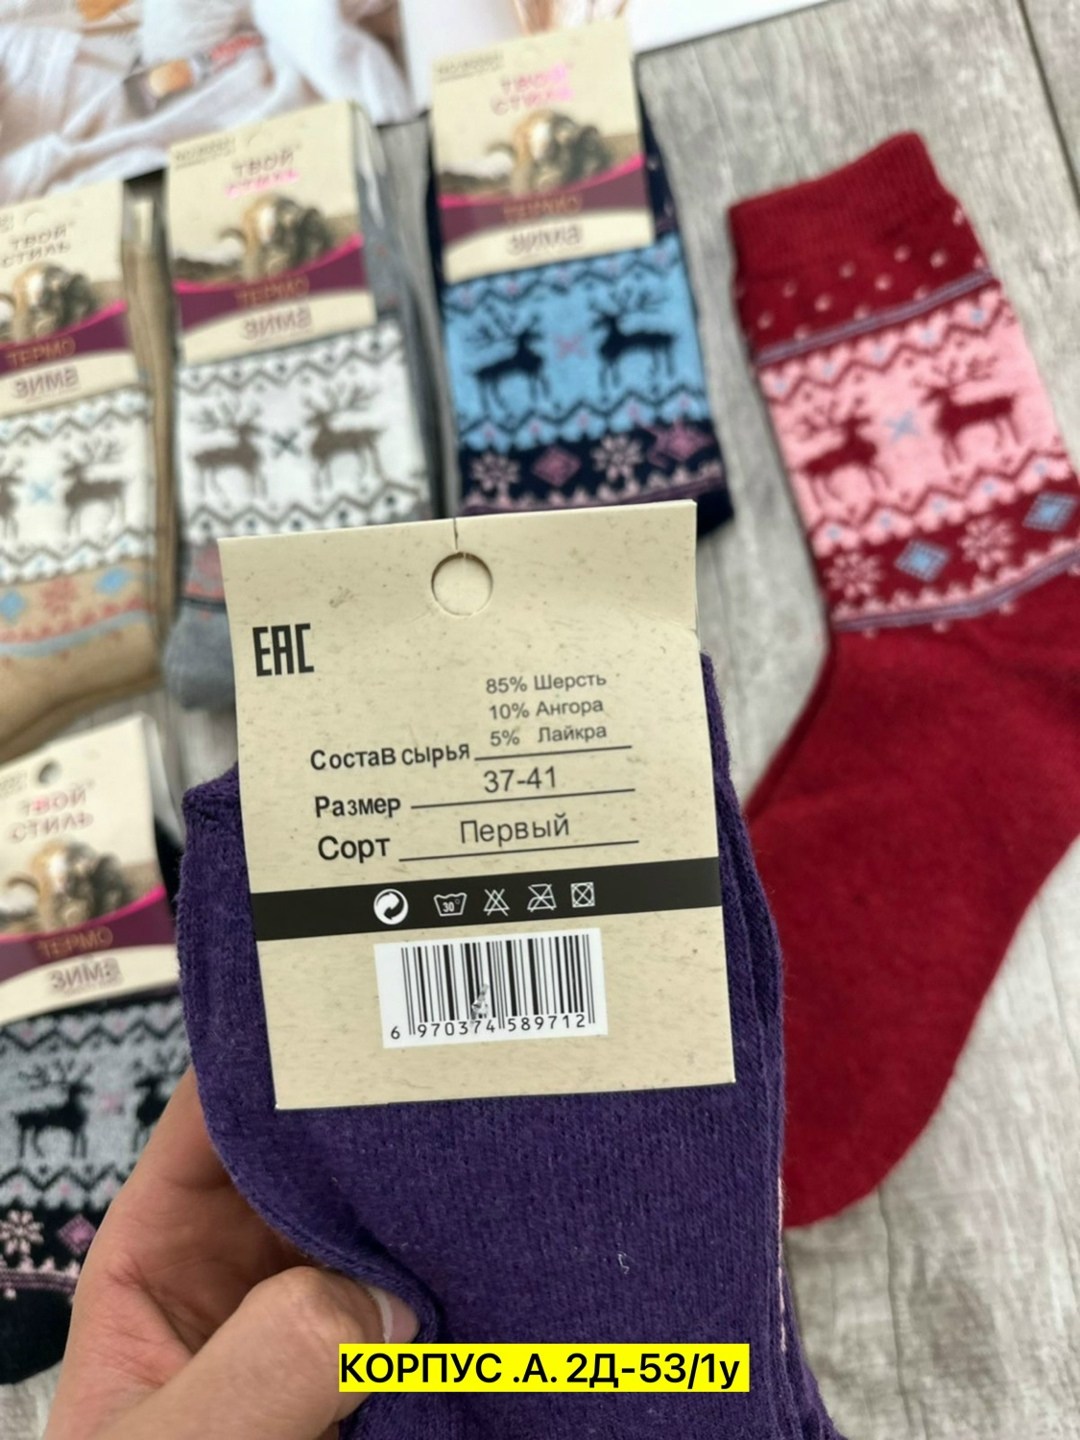 ТВОЙ
СТИЛЬ
ТЕРМО
ЗИМА
ТВОЙ
СТИЛЬ
ТЕРМО
ЗИМА
ТВОЙ
СТИЛЬ
ТЕРМО
ЗИМА
ТВОЙ
СТИЛЬ
ТЕРМО
ЗИМА
EAC
85% Шерсть
10% Ангора
5% Лайкра
Состав сырья
37-41
Размер
Первый
Сорт
30°
6 970374 589712
КОРПУС .А. 2Д-53/1у